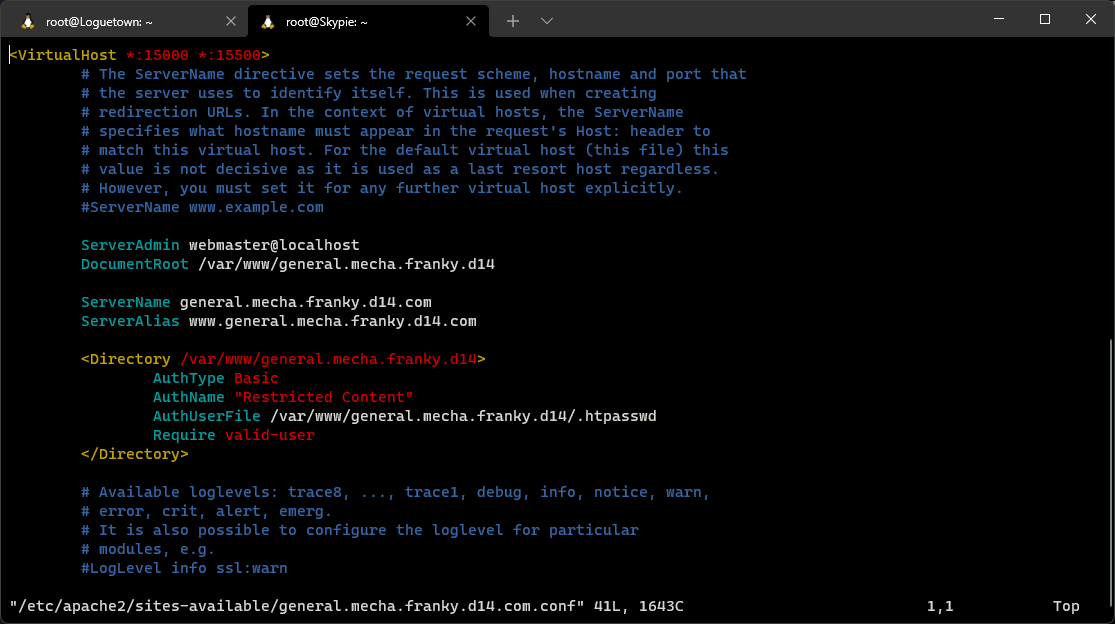 root@Loguetown: ~
root@Skypie: ~
<VirtualHost *:15000 *:15500>
# The ServerName directive sets the request scheme, hostname and port that
# the server uses to identify itself. This is used when creating
# redirection URLs. In the context of virtual hosts, the ServerName
# specifies what hostname must appear in the request's Host: header to
# match this virtual host. For the default virtual host (this file) this
# value is not decisive as it is used as a last resort host regardless.
# However, you must set it for any further virtual host explicitly.
#ServerName www.example.com
ServerAdmin webmaster@localhost
DocumentRoot /var/www/general.mecha.franky.d14
ServerName general.mecha.franky.d14.com
ServerAlias www.general.mecha.franky.d14.com
<Directory /var/www/general.mecha.franky.d14>
AuthType Basic
AuthName "Restricted Content"
AuthUserFile /var/www/general.mecha.franky.d14/.htpasswd
Require valid-user
</Directory>
# Available loglevels: trace8, ..., trace1, debug, info, notice, warn,
# error, crit, alert, emerg.
# It is also possible to configure the loglevel for particular
# modules, e.g.
#LogLevel info ssl:warn
"/etc/apache2/sites-available/general.mecha.franky.d14.com.conf" 41L, 1643C 1,1 Top